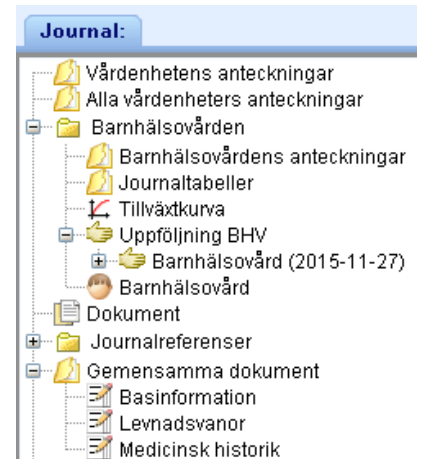 Journal:
Vårdenhetens anteckningar
Alla vårdenheters anteckningar
Barnhälsovården
Barnhälsovårdens anteckningar
Journaltabeller
Tillväxtkurva
Uppföljning BHV
Barnhälsovård (2015-11-27)
Barnhälsovård
Dokument
Journalreferenser
Gemensamma dokument
Basinformation
Levnadsvanor
Medicinsk historik